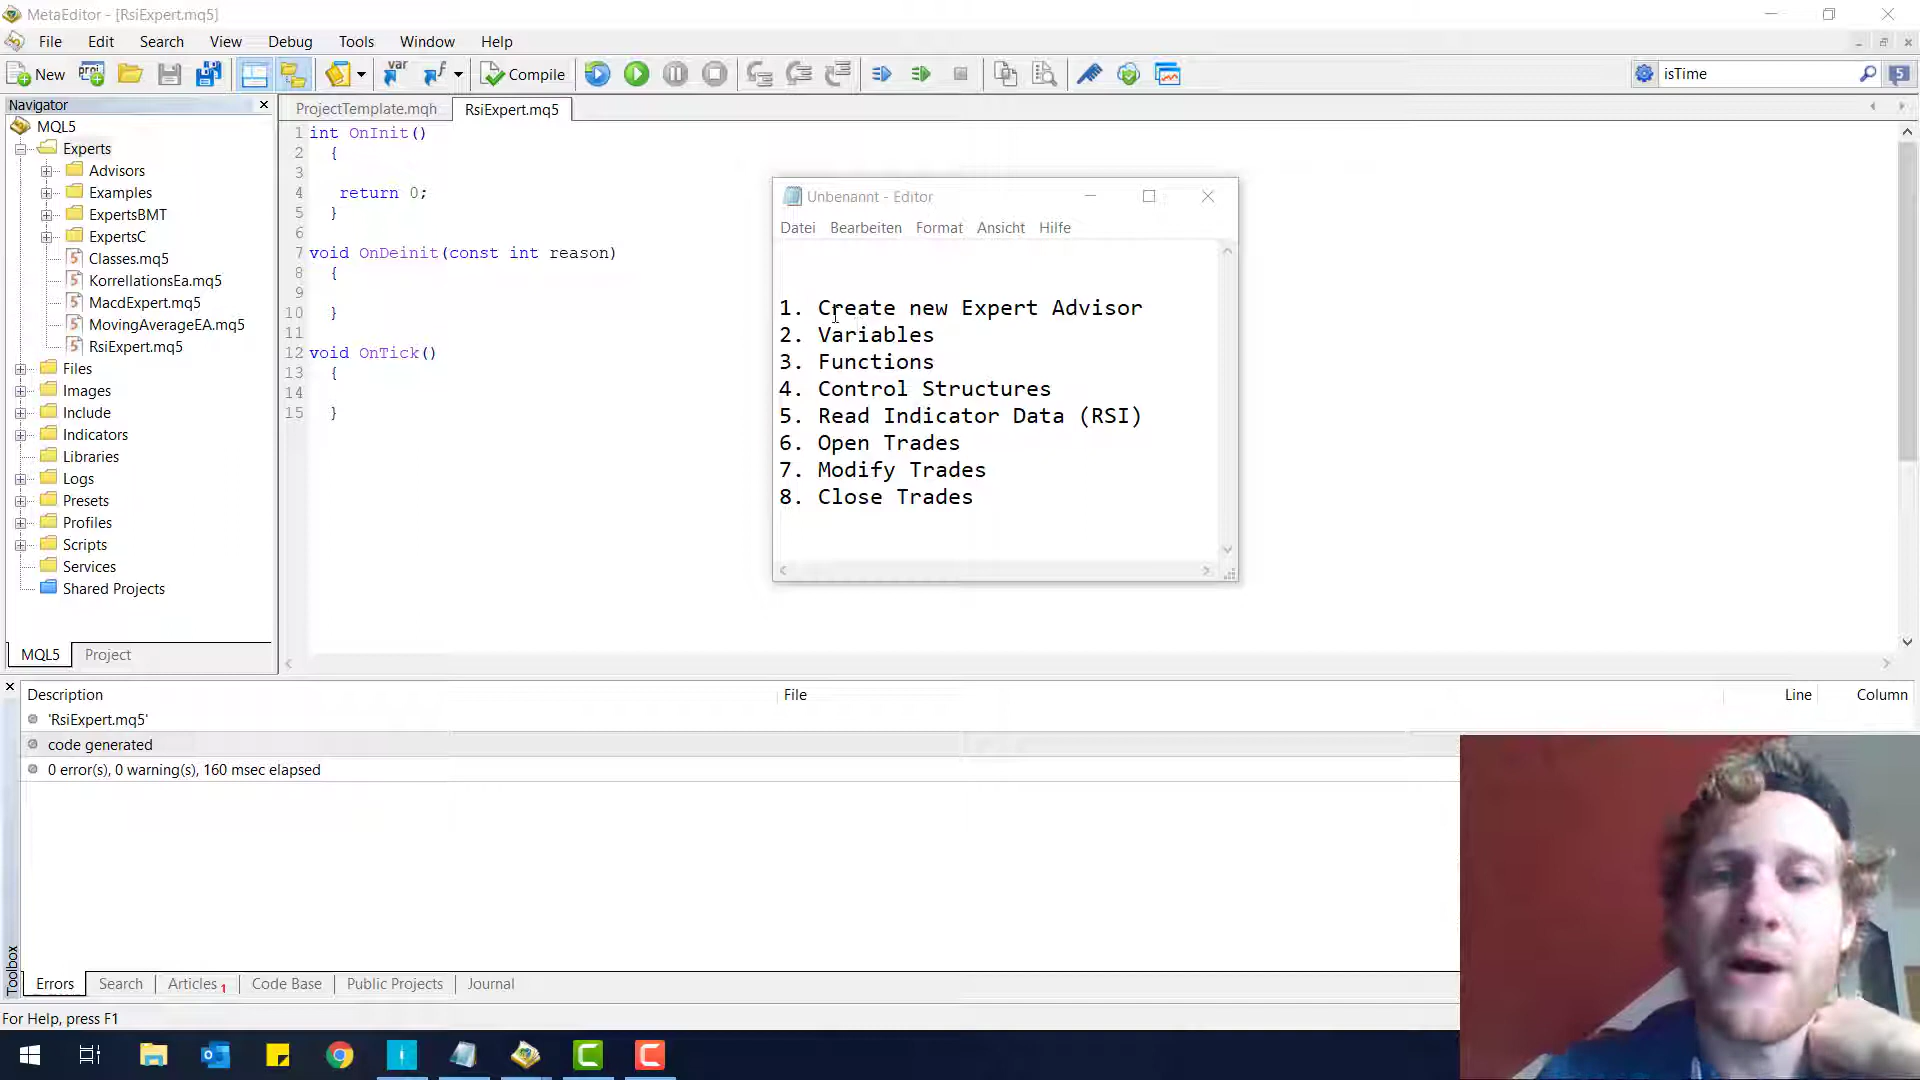 MetaEditor - [RsiExpert.mq5]
File Edit Search View Debug Tools Window Help
New Compile isTime 5
Navigator
MQL5
Experts
Advisors
Examples
ExpertsBMT
ExpertsC
Classes.mq5
KorrellationsEa.mq5
MacdExpert.mq5
MovingAverageEA.mq5
RsiExpert.mq5
Files
Images
Include
Indicators
Libraries
Logs
Presets
Profiles
Scripts
Services
Shared Projects
MQL5 Project
ProjectTemplate.mqh RsiExpert.mq5
1 int OnInit()
2 {
3
4 return 0;
5 }
6
7 void OnDeinit(const int reason)
8 {
9
10 }
11
12 void OnTick()
13 {
14
15 }
Unbenannt - Editor
Datei Bearbeiten Format Ansicht Hilfe
1. Create new Expert Advisor
2. Variables
3. Functions
4. Control Structures
5. Read Indicator Data (RSI)
6. Open Trades
7. Modify Trades
8. Close Trades
Description File Line Column
'RsiExpert.mq5'
code generated
0 error(s), 0 warning(s), 160 msec elapsed
Toolbox
Errors Search Articles 1 Code Base Public Projects Journal
For Help, press F1